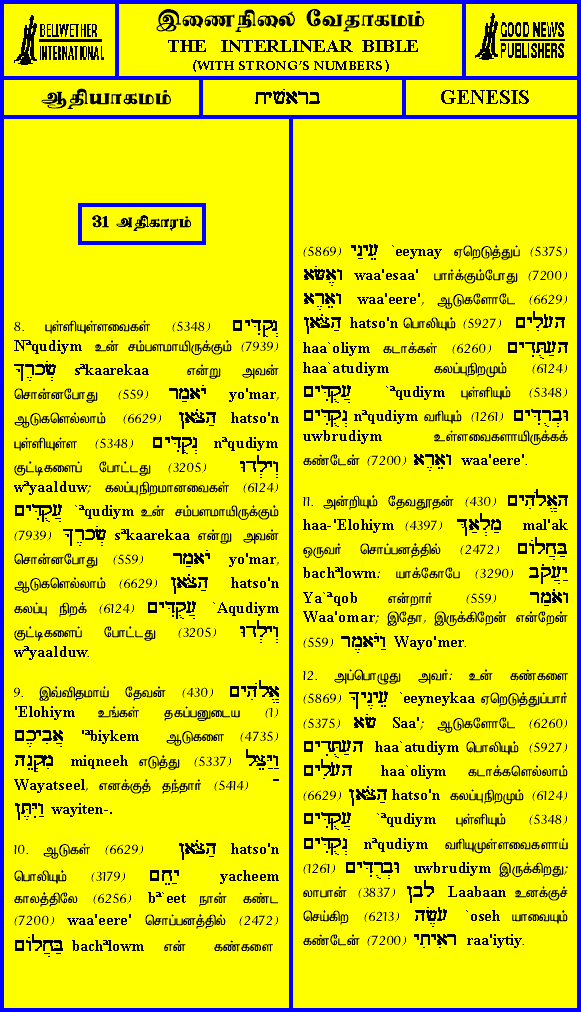 BELLWETHER
INTERNATIONAL
இணைநிலை வேதாகமம்
THE INTERLINEAR BIBLE
(WITH STRONG'S NUMBERS)
GOOD NEWS
PUBLISHERS
ஆதியாகமம்
בראשית
GENESIS
31 அதிகாரம்
8. புள்ளியுள்ளவைகள் (5348) נְקֻדִּים
Nᵃqudiym உன் சம்பளமாயிருக்கும் (7939)
שְׂכָרֶךָ sᵃkaarekaa என்று அவன்
சொன்னபோது (559) יֹאמַר yo'mar,
ஆடுகளெல்லாம் (6629) הַצֹּאן hatso'n
புள்ளியுள்ள (5348) נְקֻדִּים nᵃqudiym
குட்டிகளைப் போட்டது (3205) וְיָלְדוּ
wᵃyaalduw; கலப்புநிறமானவைகள் (6124)
עֲקֻדִּים `ᵃqudiym உன் சம்பளமாயிருக்கும்
(7939) שְׂכָרֶךָ sᵃkaarekaa என்று அவன்
சொன்னபோது (559) יֹאמַר yo'mar,
ஆடுகளெல்லாம் (6629) הַצֹּאן hatso'n
கலப்பு நிறக் (6124) עֲקֻדִּים `Aqudiym
குட்டிகளைப் போட்டது (3205) וְיָלְדוּ
wᵃyaalduw.
9. இவ்விதமாய் தேவன் (430) אֱלֹהִים
'Elohiym உங்கள் தகப்பனுடைய (1)
אֲבִיכֶם 'ᵃbiykem ஆடுகளை (4735)
מִקְנֵה miqneeh எடுத்து (5337) וַיַּצֵּל
Wayatseel, எனக்குத் தந்தார் (5414) -
וַיִּתֶּן wayiten-.
10. ஆடுகள் (6629) הַצֹּאן hatso'n
பொலியும் (3179) יַחֵם yacheem
காலத்திலே (6256) bᵃ`eet நான் கண்ட
(7200) waa'eere' சொப்பனத்தில் (2472)
בַּחֲלוֹם bachᵃlowm என் கண்களை
(5869) עֵינַי `eeynay ஏறெடுத்துப் (5375)
וָאֶשָּׂא waa'esaa' பார்க்கும்போது (7200)
וָאֵרֶא waa'eere', ஆடுகளோடே (6629)
הַצֹּאן hatso'n பொலியும் (5927) הָעֹלִים
haa`oliym கடாக்கள் (6260) הָעַתֻּדִים
haa`atudiym கலப்புநிறமும் (6124)
עֲקֻדִּים `ᵃqudiym புள்ளியும் (5348)
נְקֻדִּים nᵃqudiym வரியும் (1261) וּבְרֻדִּים
uwbrudiym உள்ளவைகளாயிருக்கக்
கண்டேன் (7200) וָאֵרֶא waa'eere'.
11. அன்றியும் தேவதூதன் (430) הָאֱלֹהִים
haa-'Elohiym (4397) מַלְאַךְ mal'ak
ஒருவர் சொப்பனத்தில் (2472) בַּחֲלוֹם
bachᵃlowm: யாக்கோபே (3290) יַעֲקֹב
Ya`ᵃqob என்றார் (559) וָאֹמַר
Waa'omar; இதோ, இருக்கிறேன் என்றேன்
(559) וַיֹּאמֶר Wayo'mer.
12. அப்பொழுது அவர்: உன் கண்களை
(5869) עֵינֶיךָ `eeyneykaa ஏறெடுத்துப்பார்
(5375) שָׂא Saa'; ஆடுகளோடே (6260)
הָעַתֻּדִים haa`atudiym பொலியும் (5927)
הָעֹלִים haa`oliym கடாக்களெல்லாம்
(6629) הַצֹּאן hatso'n கலப்புநிறமும் (6124)
עֲקֻדִּים `ᵃqudiym புள்ளியும் (5348)
נְקֻדִּים nᵃqudiym வரியுமுள்ளவைகளாய்
(1261) וּבְרֻדִּים uwbrudiym இருக்கிறது;
லாபான் (3837) לָבָן Laabaan உனக்குச்
செய்கிற (6213) עֹשֶׂה `oseh யாவையும்
கண்டேன் (7200) רָאִיתִי raa'iytiy.